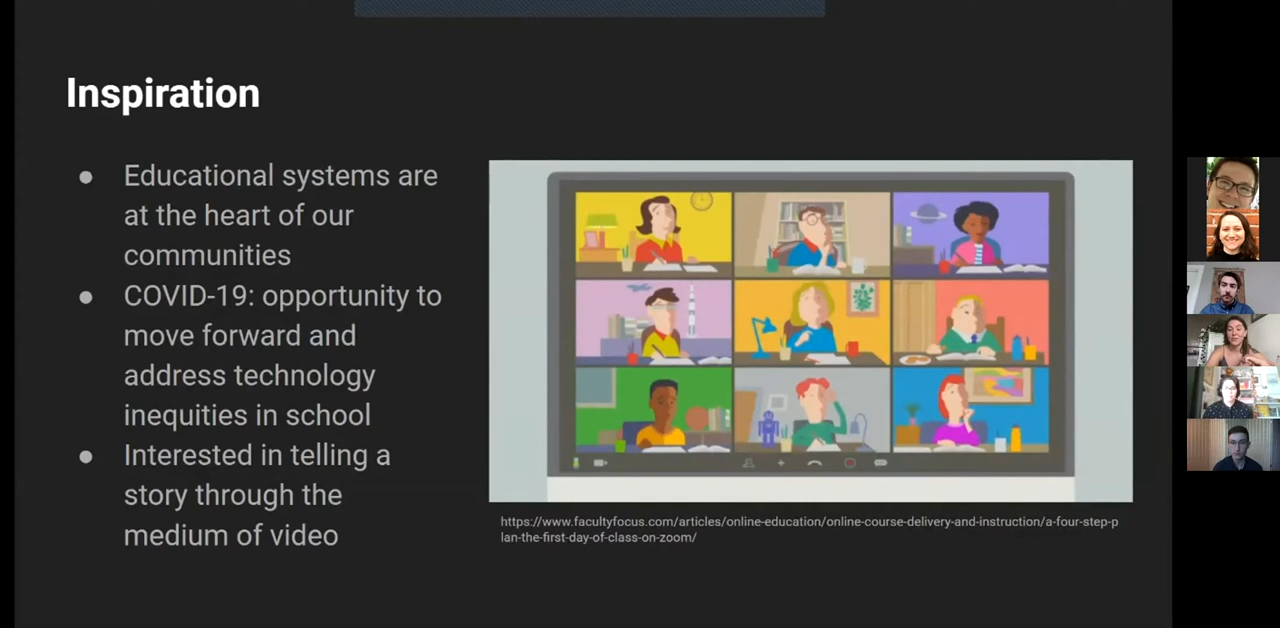 Inspiration
● Educational systems are
at the heart of our
communities
● COVID-19: opportunity to
move forward and
address technology
inequities in school
● Interested in telling a
story through the
medium of video
https://www.facultyfocus.com/articles/online-education/online-course-delivery-and-instruction/a-four-step-p
lan-the-first-day-of-class-on-zoom/